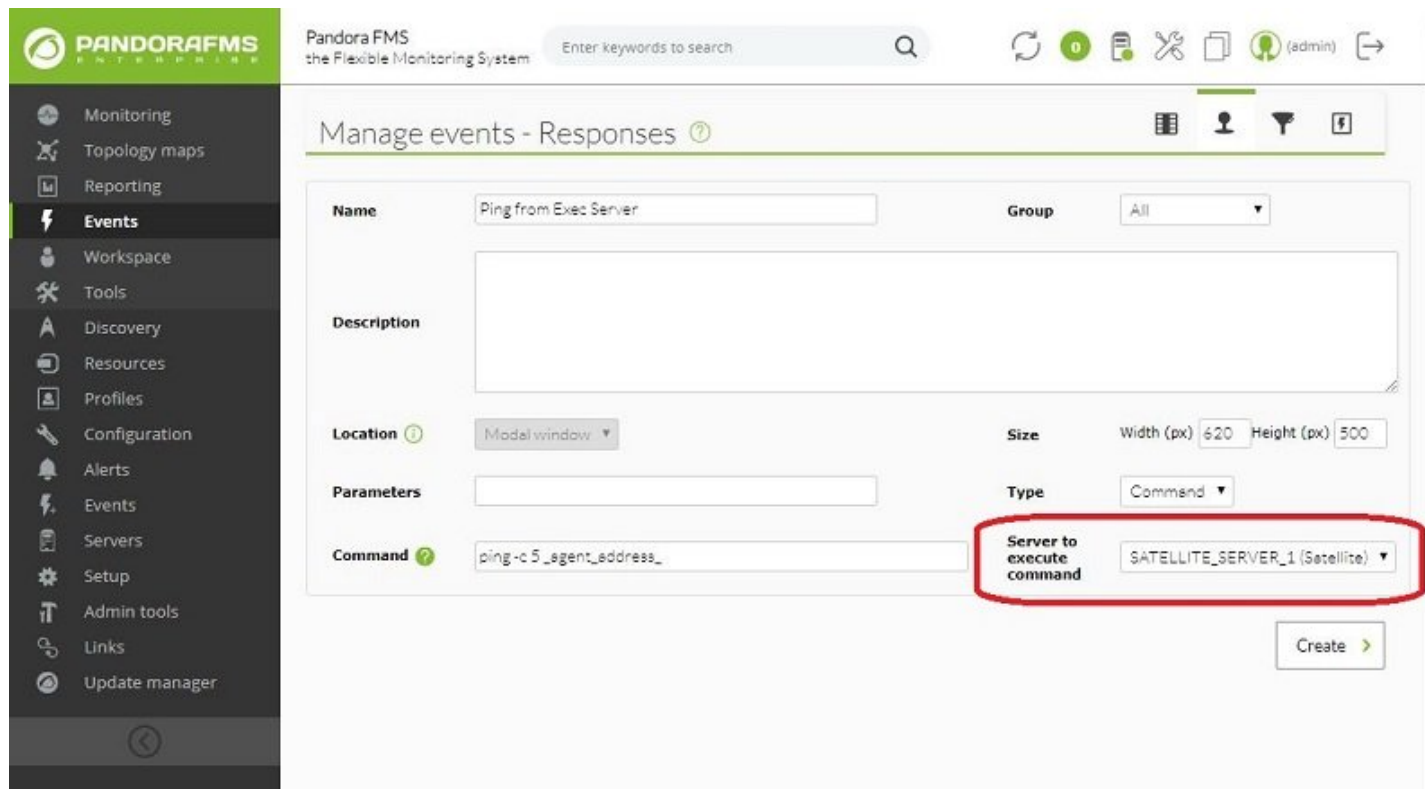 PANDORAFMS
ENTERPRISE
Pandora FMS
the Flexible Monitoring System
Enter keywords to search
0
(admin)
Monitoring
Topology maps
Reporting
Events
Workspace
Tools
Discovery
Resources
Profiles
Configuration
Alerts
Events
Servers
Setup
Admin tools
Links
Update manager
Manage events - Responses ?
Name Ping from Exec Server Group All
Description
Location i Modal window Size Width (px) 620 Height (px) 500
Parameters Type Command
Command ? ping -c 5 _agent_address_ Server to execute command SATELLITE_SERVER_1 (Satellite)
Create >